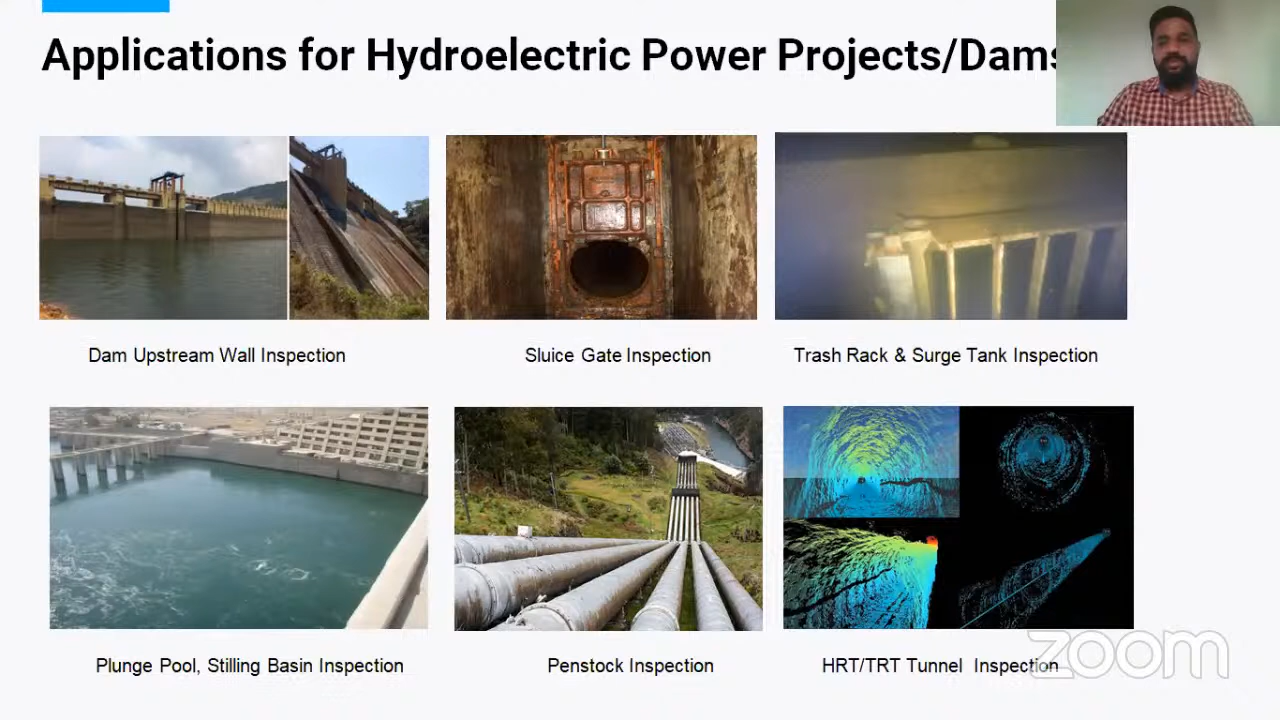 Applications for Hydroelectric Power Projects/Dams
Dam Upstream Wall Inspection
Sluice Gate Inspection
Trash Rack & Surge Tank Inspection
Plunge Pool, Stilling Basin Inspection
Penstock Inspection
HRT/TRT Tunnel Inspection
zoom